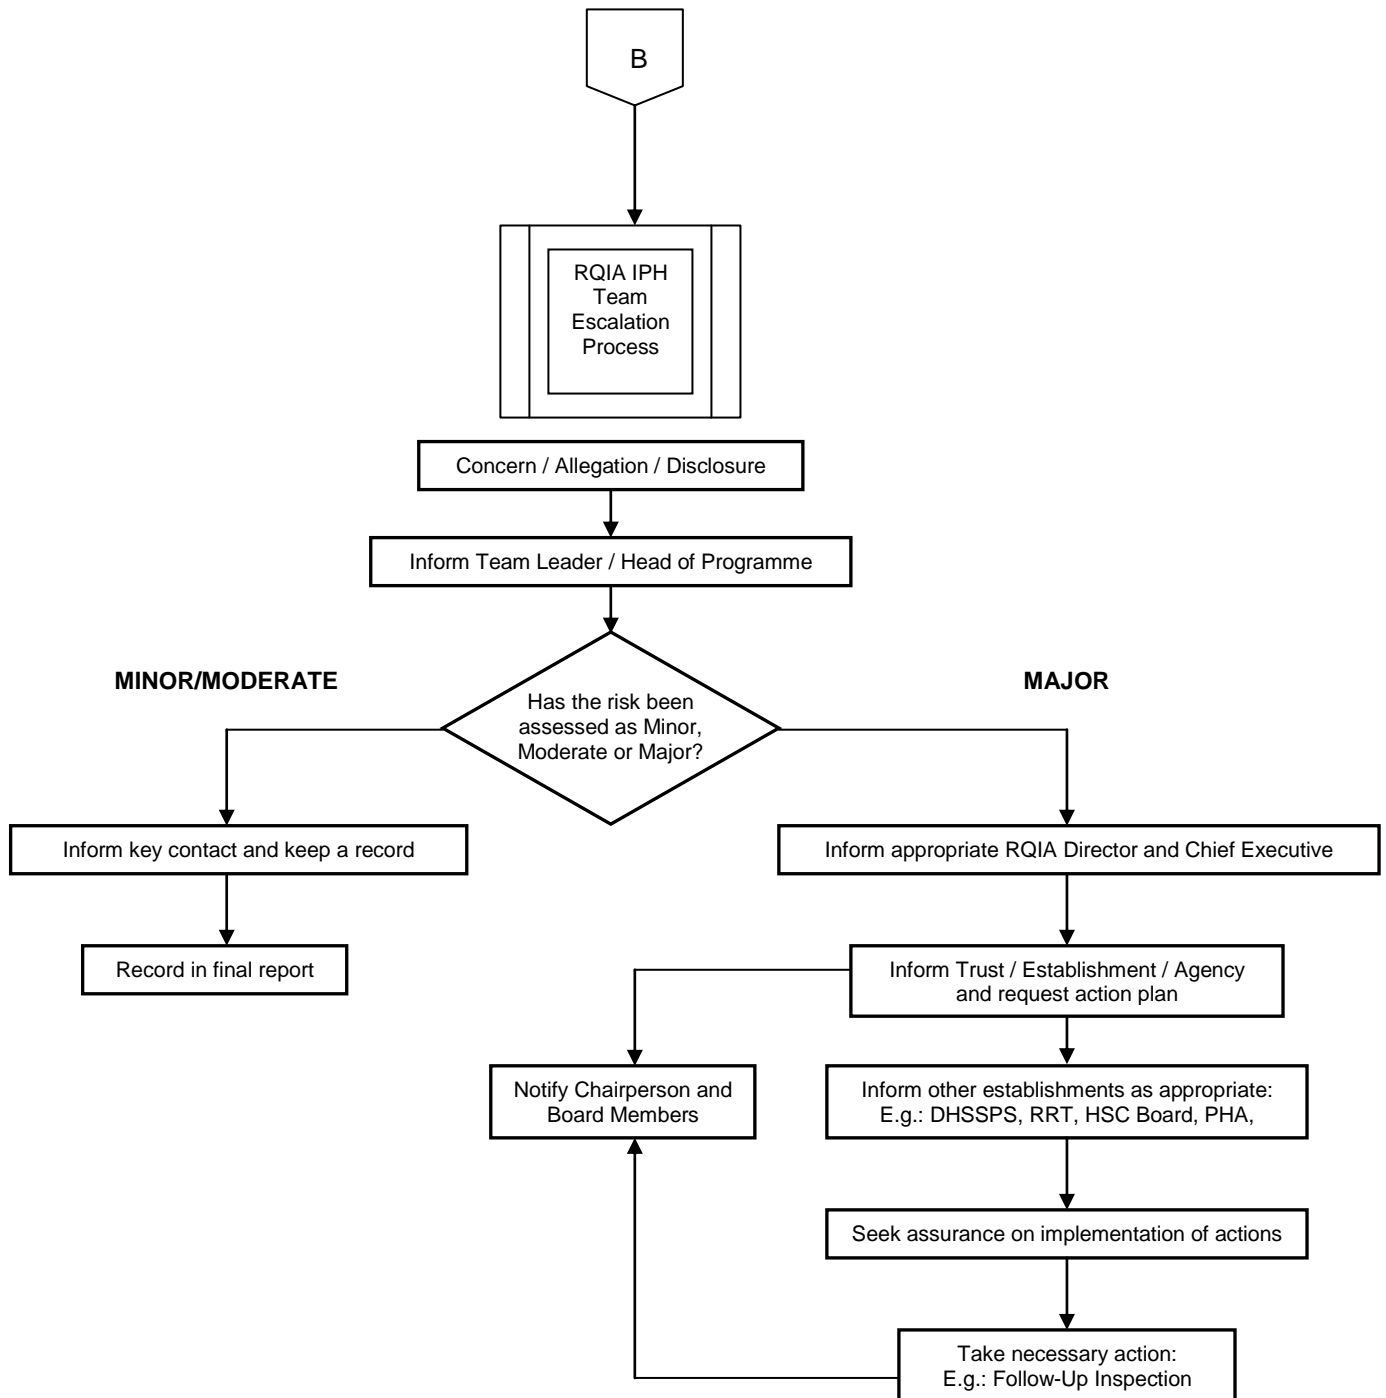 B
RQIA IPH
Team
Escalation
Process
Concern / Allegation / Disclosure
Inform Team Leader / Head of Programme
MINOR/MODERATE
MAJOR
Has the risk been
assessed as Minor,
Moderate or Major?
Inform key contact and keep a record
Inform appropriate RQIA Director and Chief Executive
Record in final report
Inform Trust / Establishment / Agency
and request action plan
Notify Chairperson and
Board Members
Inform other establishments as appropriate:
E.g.: DHSSPS, RRT, HSC Board, PHA,
Seek assurance on implementation of actions
Take necessary action:
E.g.: Follow-Up Inspection